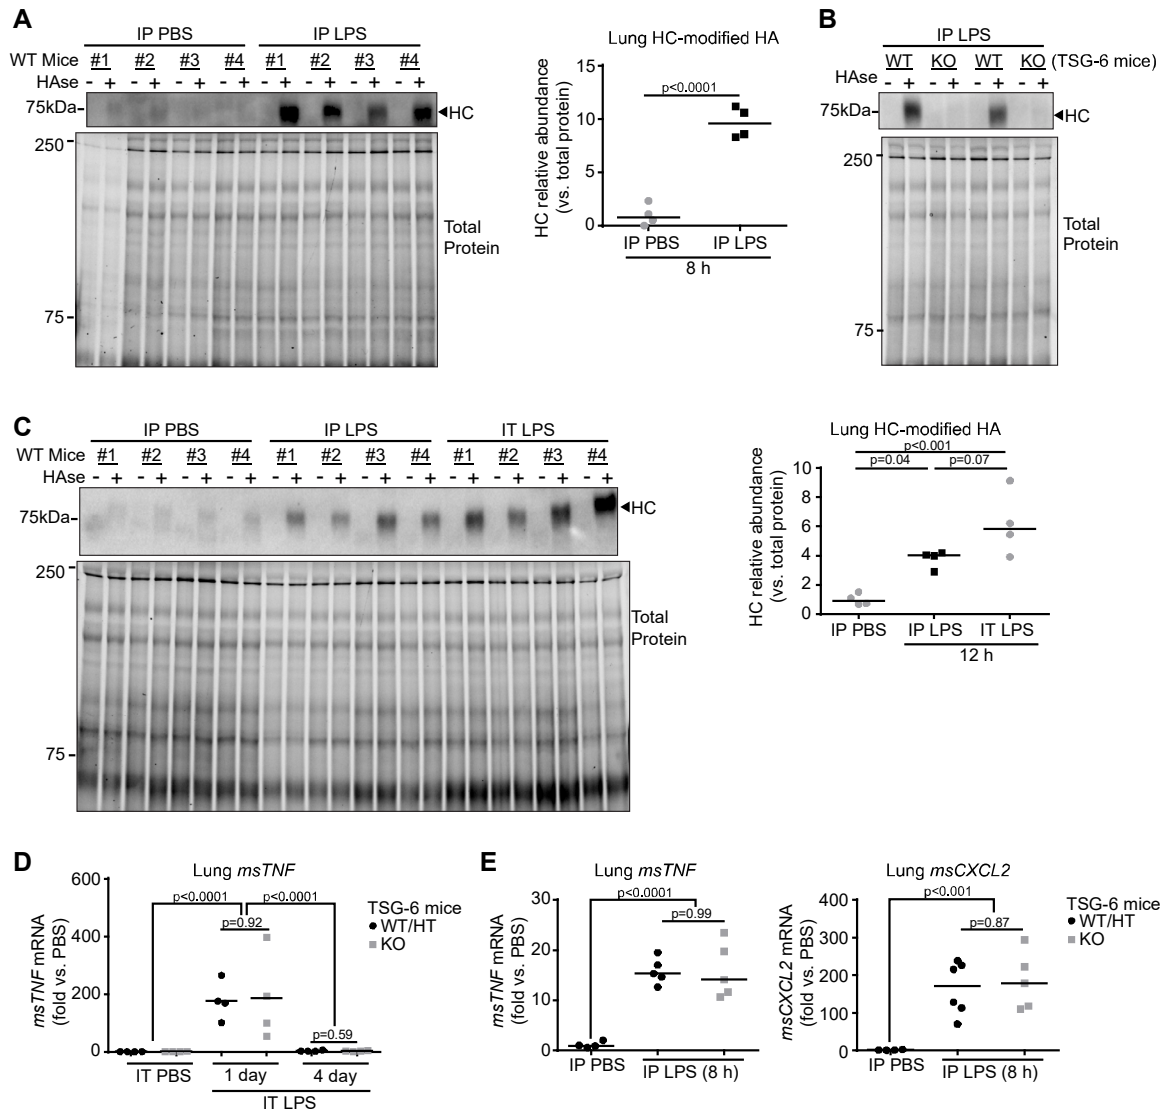 A
IP PBS IP LPS
WT Mice #1 #2 #3 #4 #1 #2 #3 #4
HAse - + - + - + - + - + - + - + - +
75kDa HC
250
Total
Protein
75
Lung HC-modified HA
HC relative abundance
(vs. total protein)
15
10
5
0
p<0.0001
IP PBS IP LPS
8 h
B
IP LPS
WT KO WT KO (TSG-6 mice)
HAse - + - + - + - +
75kDa HC
250
Total
Protein
75
C
IP PBS IP LPS IT LPS
WT Mice #1 #2 #3 #4 #1 #2 #3 #4 #1 #2 #3 #4
HAse - + - + - + - + - + - + - + - + - + - + - + - +
75kDa HC
250
Total
Protein
75
Lung HC-modified HA
p<0.001
p=0.04 p=0.07
HC relative abundance
(vs. total protein)
10
8
6
4
2
0
IP PBS IP LPS IT LPS
12 h
D
Lung msTNF
msTNF mRNA
(fold vs. PBS)
600
400
200
0
p<0.0001 p<0.0001
p=0.92
p=0.59
TSG-6 mice
WT/HT
KO
IT PBS 1 day 4 day
IT LPS
E
Lung msTNF
msTNF mRNA
(fold vs. PBS)
30
20
10
0
p<0.0001
p=0.99
IP PBS IP LPS (8 h)
Lung msCXCL2
msCXCL2 mRNA
(fold vs. PBS)
400
300
200
100
0
p<0.001
p=0.87
IP PBS IP LPS (8 h)
TSG-6 mice
WT/HT
KO